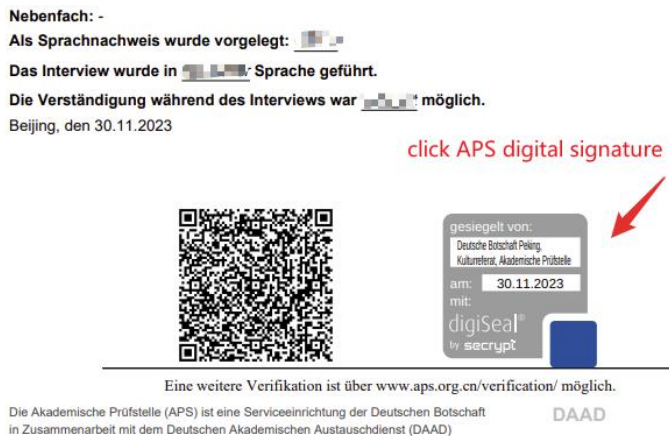 Nebenfach: -
Als Sprachnachweis wurde vorgelegt:
Das Interview wurde in Sprache geführt.
Die Verständigung während des Interviews war möglich.
Beijing, den 30.11.2023
click APS digital signature
gesiegelt von:
Deutsche Botschaft Peking,
Kulturreferat, Akademische Prüfstelle
am: 30.11.2023
mit:
digiSeal®
by secrypt
Eine weitere Verifikation ist über www.aps.org.cn/verification/ möglich.
Die Akademische Prüfstelle (APS) ist eine Serviceeinrichtung der Deutschen Botschaft
in Zusammenarbeit mit dem Deutschen Akademischen Austauschdienst (DAAD)
DAAD